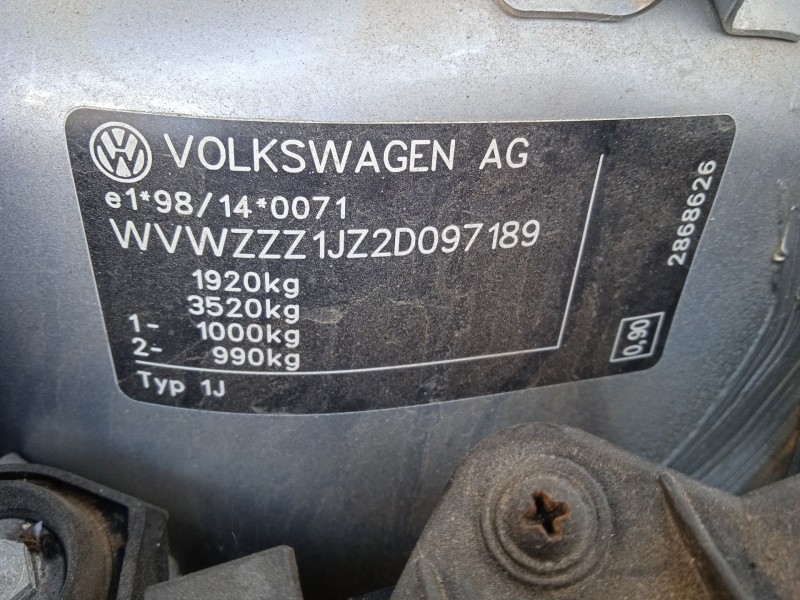 VOLKSWAGEN AG
e1*98/14*0071
WVWZZZ1JZ2D097189
1920kg
3520kg
1- 1000kg
2- 990kg
Typ 1J
2868626
0,90